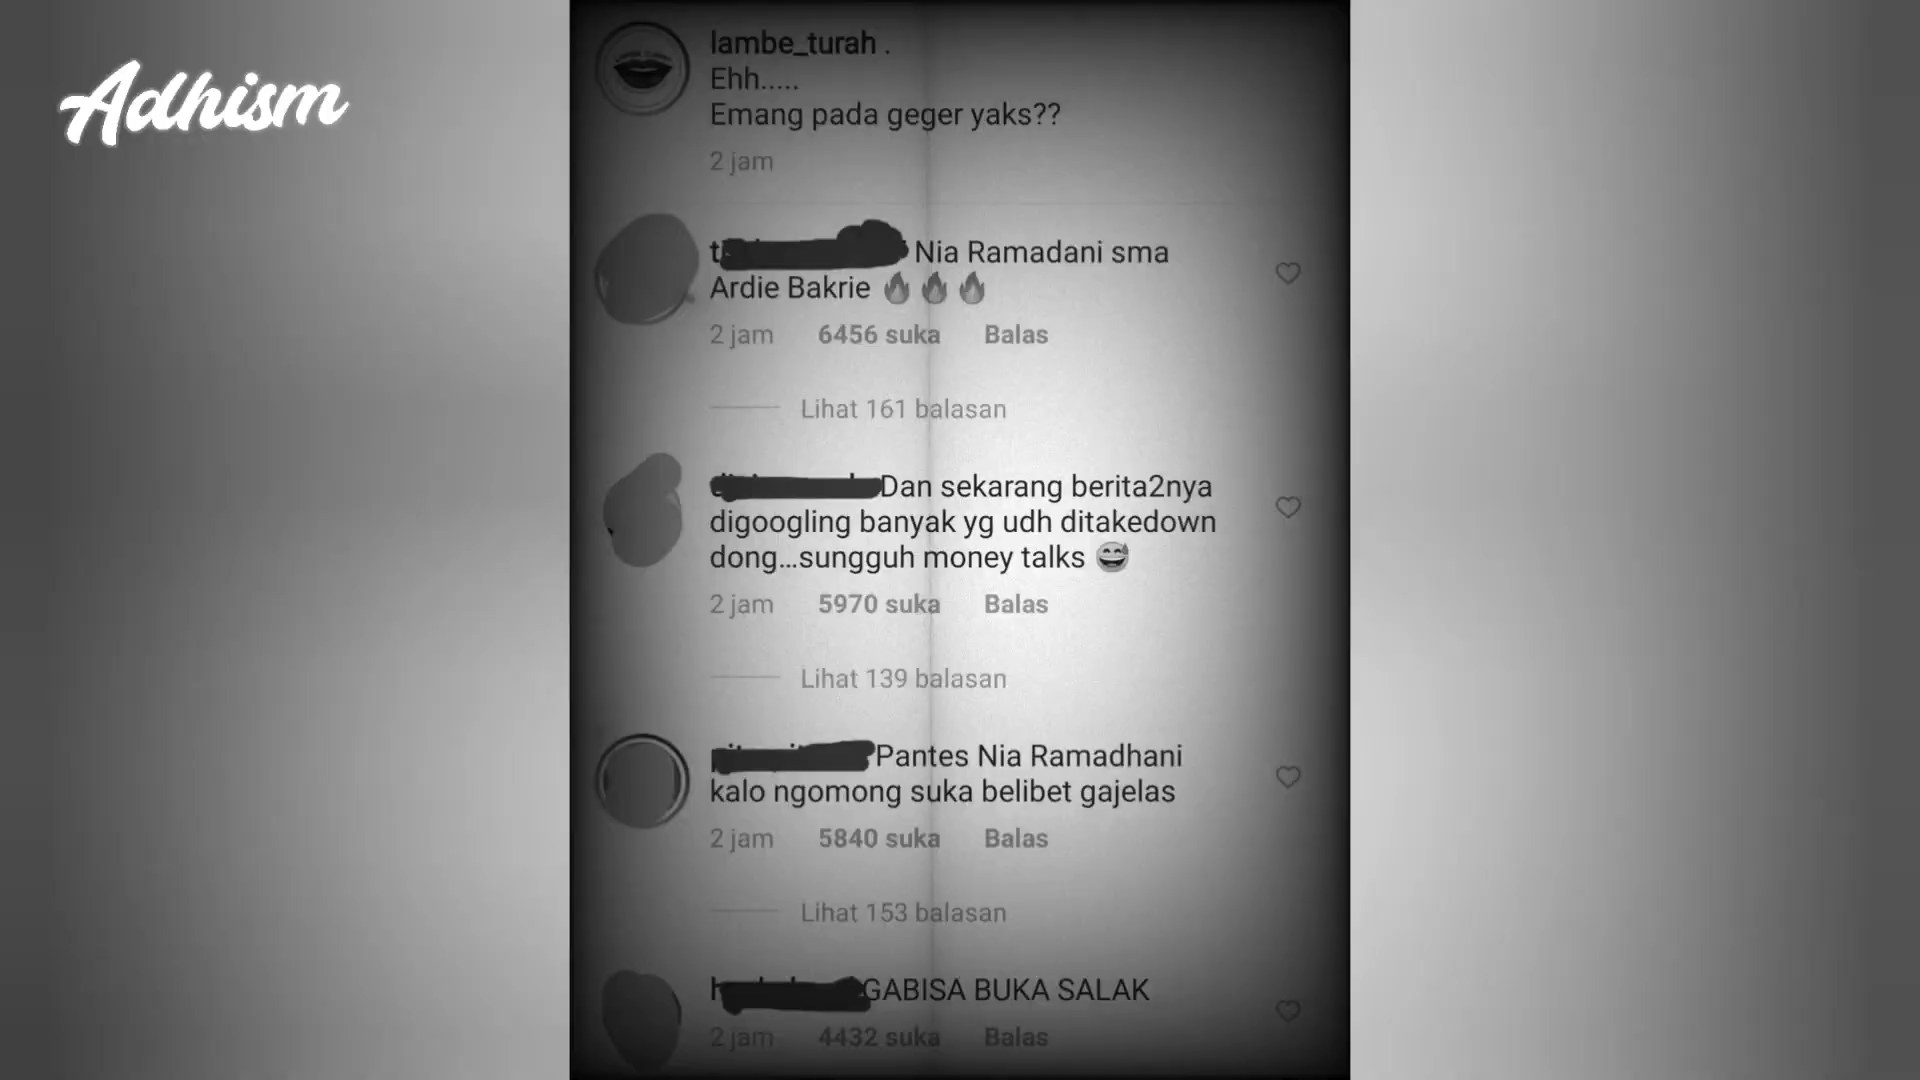 Adhism
lambe_turah .
Ehh.....
Emang pada geger yaks??
2 jam
Nia Ramadani sma
Ardie Bakrie 🔥🔥🔥
2 jam 6456 suka Balas
Lihat 161 balasan
Dan sekarang berita2nya
digoogling banyak yg udh ditakedown
dong...sungguh money talks 😅
2 jam 5970 suka Balas
Lihat 139 balasan
Pantes Nia Ramadhani
kalo ngomong suka belibet gajelas
2 jam 5840 suka Balas
Lihat 153 balasan
GABISA BUKA SALAK
2 jam 4432 suka Balas